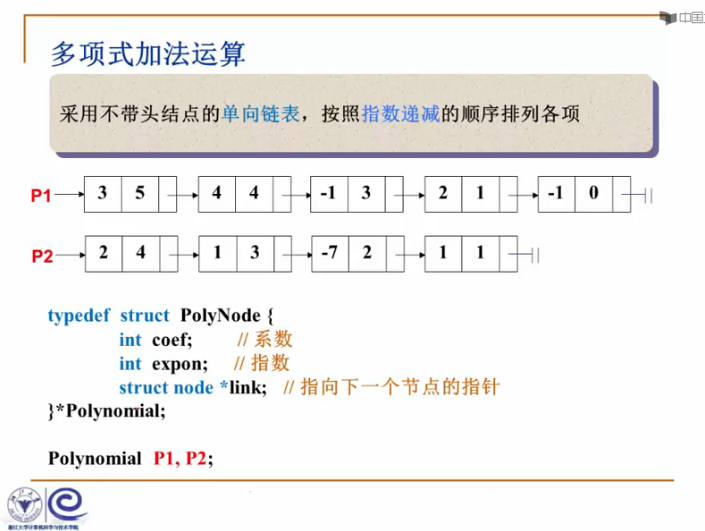 中国
多项式加法运算
采用不带头结点的单向链表，按照指数递减的顺序排列各项
P1 3 5 4 4 -1 3 2 1 -1 0
P2 2 4 1 3 -7 2 1 1
typedef struct PolyNode {
int coef; // 系数
int expon; // 指数
struct node *link; // 指向下一个节点的指针
}*Polynomial;
Polynomial P1, P2;
浙江大学计算机科学与技术学院